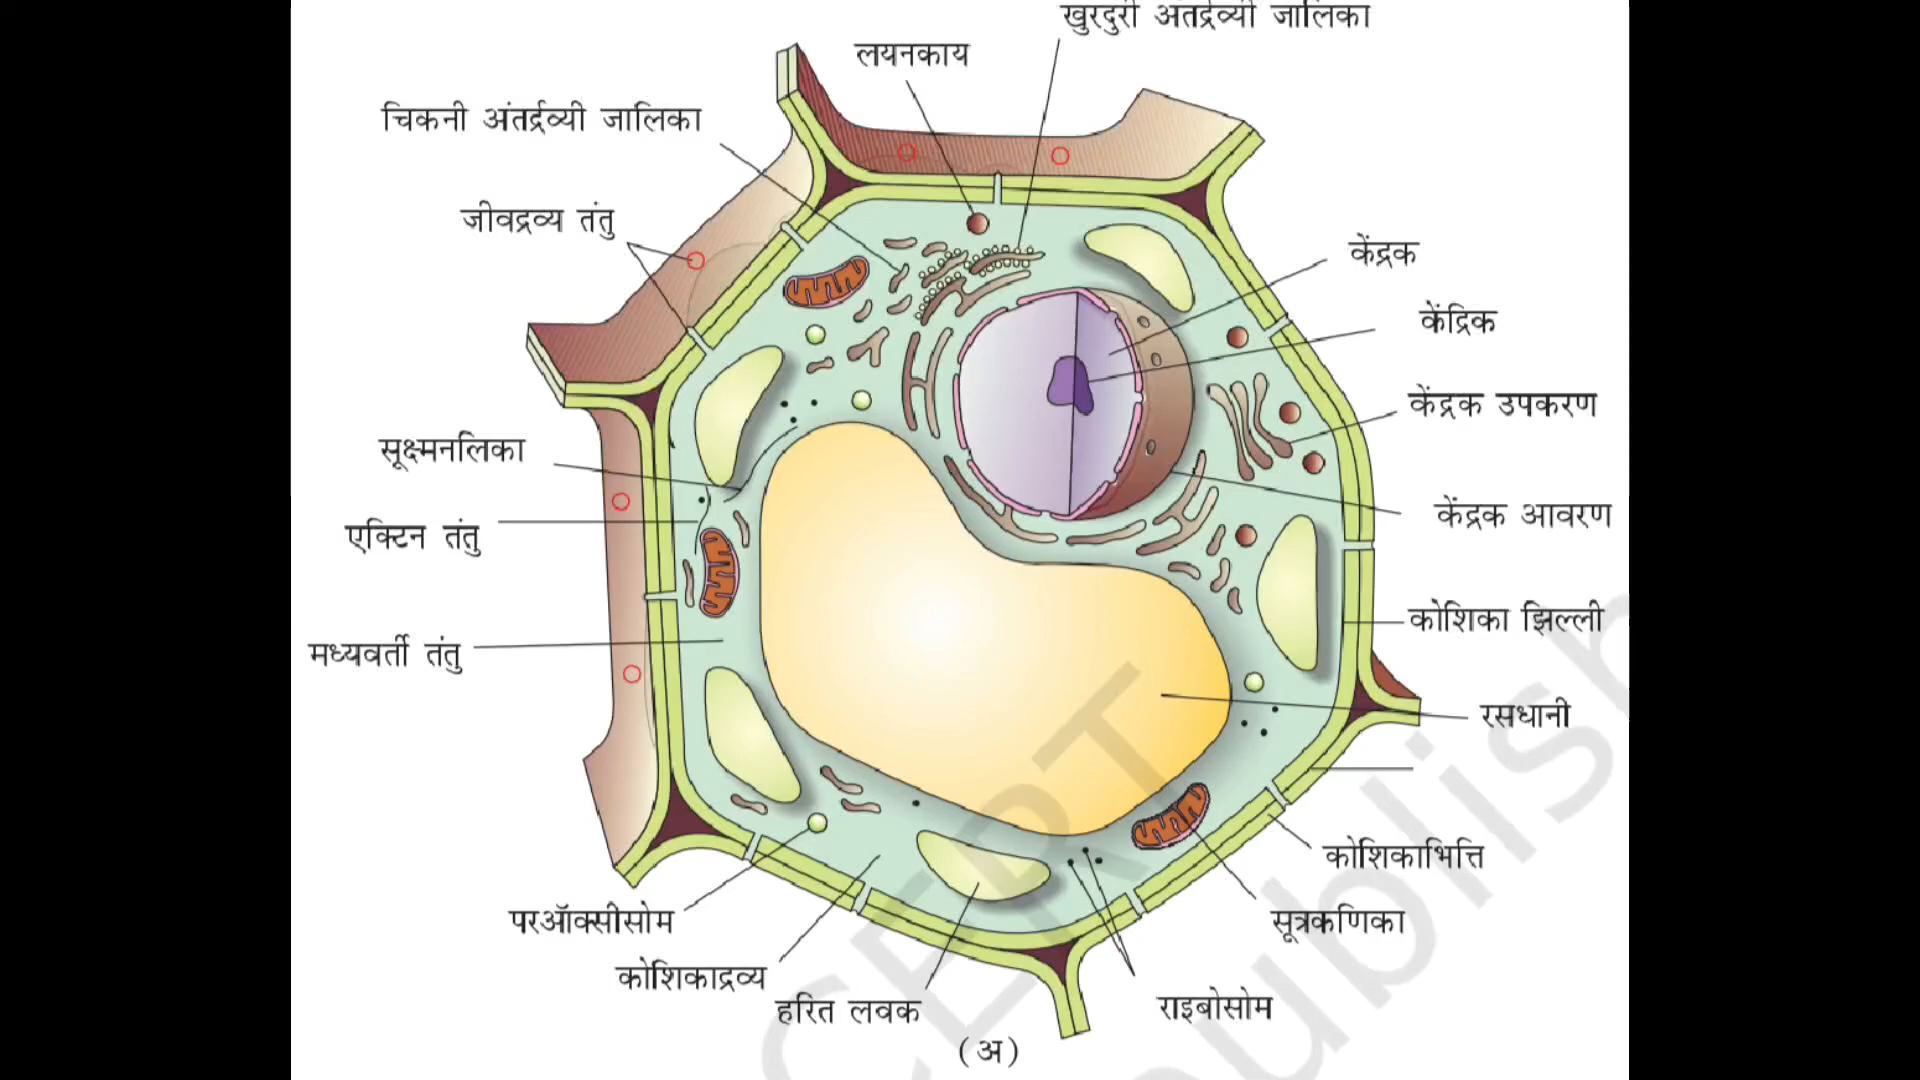 खुरदुरी अंतर्द्रव्यी जालिका
लयनकाय
चिकनी अंतर्द्रव्यी जालिका
जीवद्रव्य तंतु
केंद्रक
केंद्रिक
केंद्रक उपकरण
सूक्ष्मनलिका
केंद्रक आवरण
एक्टिन तंतु
कोशिका झिल्ली
मध्यवर्ती तंतु
रसधानी
कोशिकाभित्ति
परऑक्सीसोम
सूत्रकणिका
कोशिकाद्रव्य
हरित लवक
राइबोसोम
(अ)